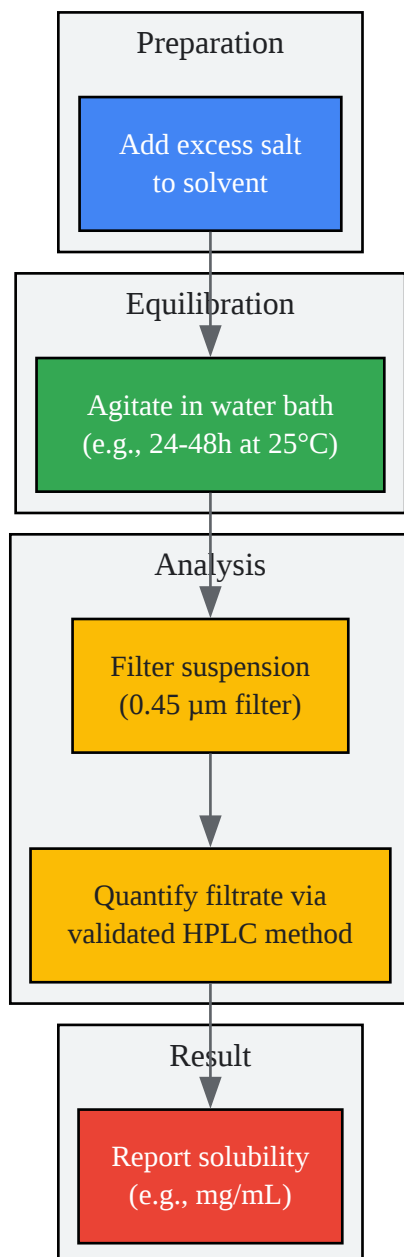 Preparation
Add excess salt
to solvent
Equilibration
Agitate in water bath
(e.g., 24-48h at 25°C)
Analysis
Filter suspension
(0.45 µm filter)
Quantify filtrate via
validated HPLC method
Result
Report solubility
(e.g., mg/mL)